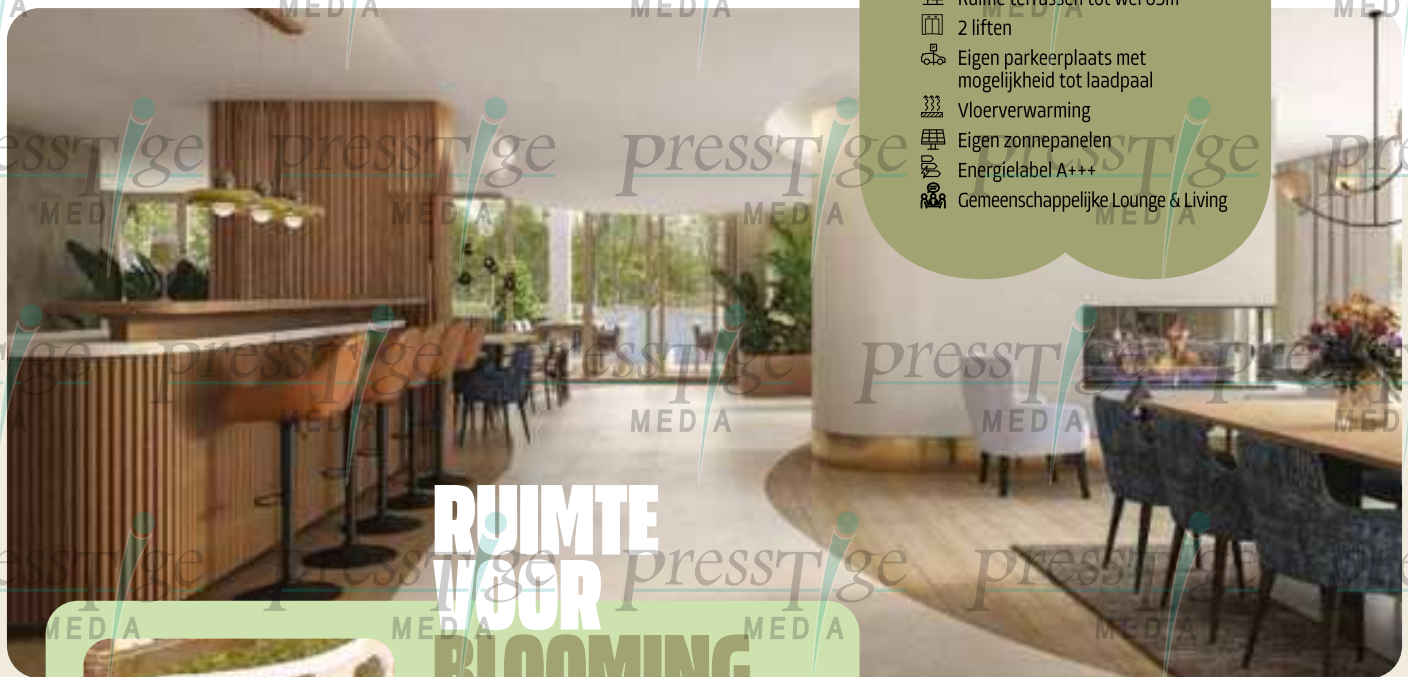 2 liften
Eigen parkeerplaats met
mogelijkheid tot laadpaal
Vloerverwarming
Eigen zonnepanelen
Energielabel A+++
Gemeenschappelijke Lounge & Living
RUIMTE
VOOR
BLOOMING
pressTige
MEDIA